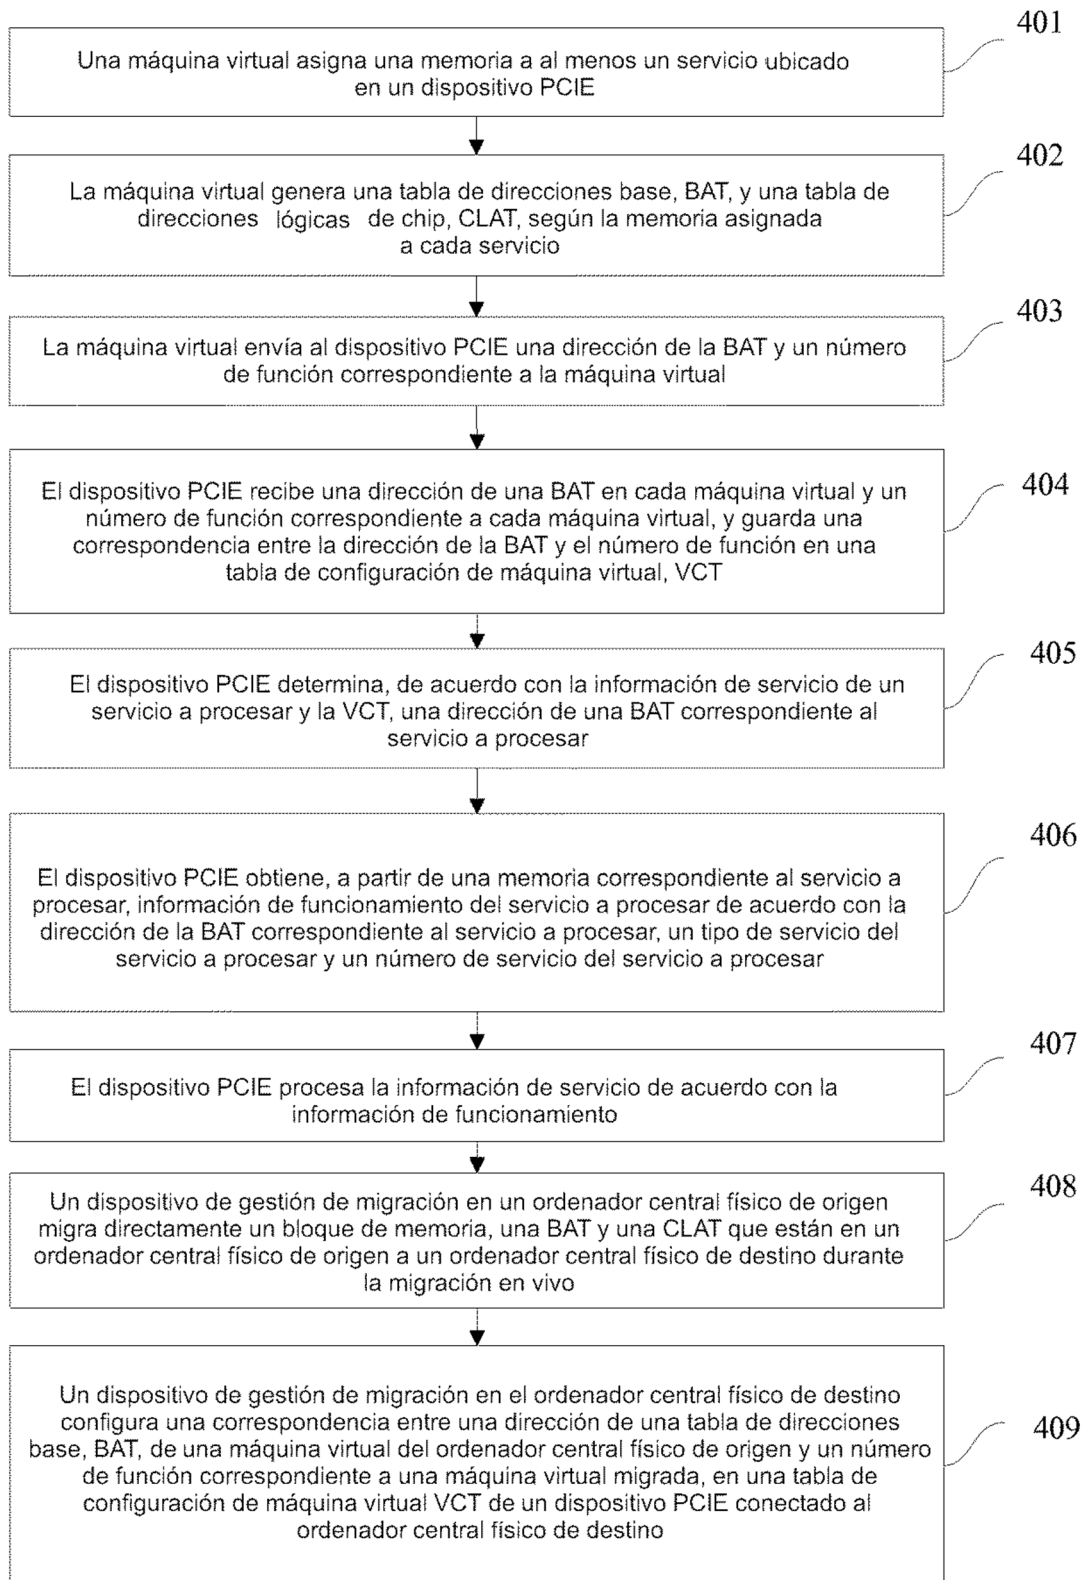 401
Una máquina virtual asigna una memoria a al menos un servicio ubicado
en un dispositivo PCIE
402
La máquina virtual genera una tabla de direcciones base, BAT, y una tabla de
direcciones lógicas de chip, CLAT, según la memoria asignada
a cada servicio
403
La máquina virtual envía al dispositivo PCIE una dirección de la BAT y un número
de función correspondiente a la máquina virtual
404
El dispositivo PCIE recibe una dirección de una BAT en cada máquina virtual y un
número de función correspondiente a cada máquina virtual, y guarda una
correspondencia entre la dirección de la BAT y el número de función en una
tabla de configuración de máquina virtual, VCT
405
El dispositivo PCIE determina, de acuerdo con la información de servicio de un
servicio a procesar y la VCT, una dirección de una BAT correspondiente al
servicio a procesar
406
El dispositivo PCIE obtiene, a partir de una memoria correspondiente al servicio a
procesar, información de funcionamiento del servicio a procesar de acuerdo con la
dirección de la BAT correspondiente al servicio a procesar, un tipo de servicio del
servicio a procesar y un número de servicio del servicio a procesar
407
El dispositivo PCIE procesa la información de servicio de acuerdo con la
información de funcionamiento
408
Un dispositivo de gestión de migración en un ordenador central físico de origen
migra directamente un bloque de memoria, una BAT y una CLAT que están en un
ordenador central físico de origen a un ordenador central físico de destino durante
la migración en vivo
409
Un dispositivo de gestión de migración en el ordenador central físico de destino
configura una correspondencia entre una dirección de una tabla de direcciones
base, BAT, de una máquina virtual del ordenador central físico de origen y un número
de función correspondiente a una máquina virtual migrada, en una tabla de
configuración de máquina virtual VCT de un dispositivo PCIE conectado al
ordenador central físico de destino